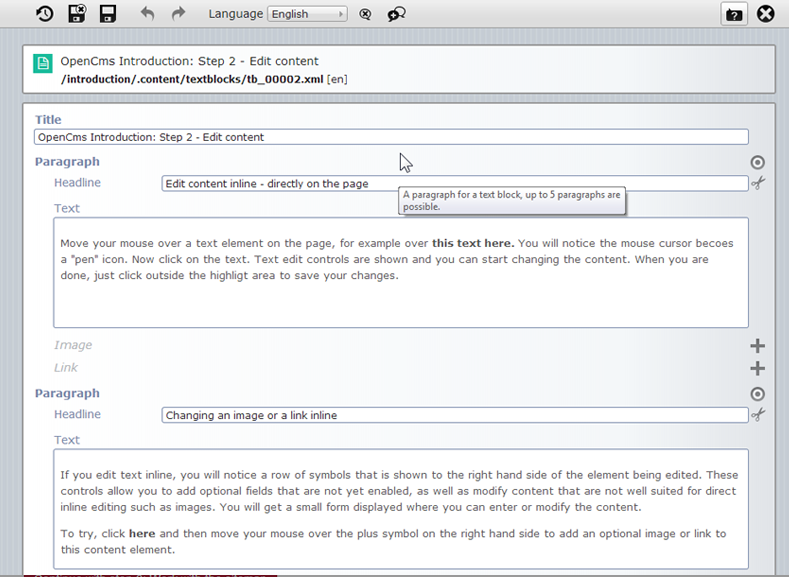 Language English
OpenCms Introduction: Step 2 - Edit content
/introduction/.content/textblocks/tb_00002.xml [en]
Title
OpenCms Introduction: Step 2 - Edit content
Paragraph
Headline
Edit content inline - directly on the page
A paragraph for a text block, up to 5 paragraphs are
possible.
Text
Move your mouse over a text element on the page, for example over this text here. You will notice the mouse cursor becoes
a "pen" icon. Now click on the text. Text edit controls are shown and you can start changing the content. When you are
done, just click outside the highligt area to save your changes.
Image
Link
Paragraph
Headline
Changing an image or a link inline
Text
If you edit text inline, you will notice a row of symbols that is shown to the right hand side of the element being edited. These
controls allow you to add optional fields that are not yet enabled, as well as modify content that are not well suited for direct
inline editing such as images. You will get a small form displayed where you can enter or modify the content.
To try, click here and then move your mouse over the plus symbol on the right hand side to add an optional image or link to
this content element.